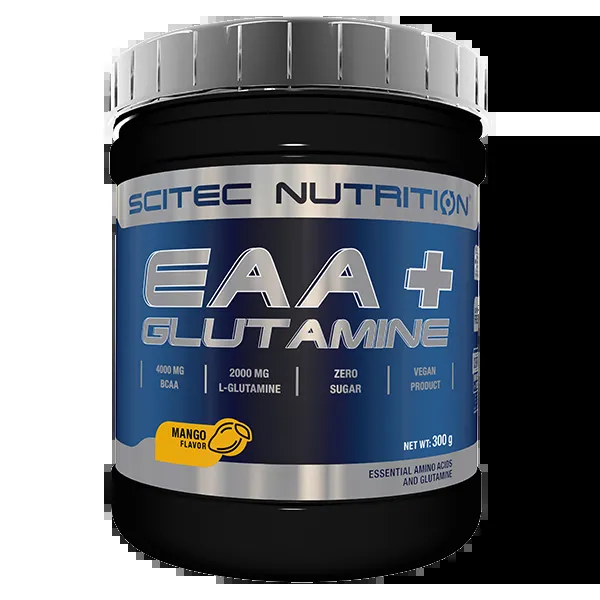 SCITEC NUTRITION®
EAA +
GLUTAMINE
4000 MG
BCAA
2000 MG
L-GLUTAMINE
ZERO
SUGAR
VEGAN
PRODUCT
MANGO
FLAVOR
NET WT: 300 g
ESSENTIAL AMINO ACIDS
AND GLUTAMINE